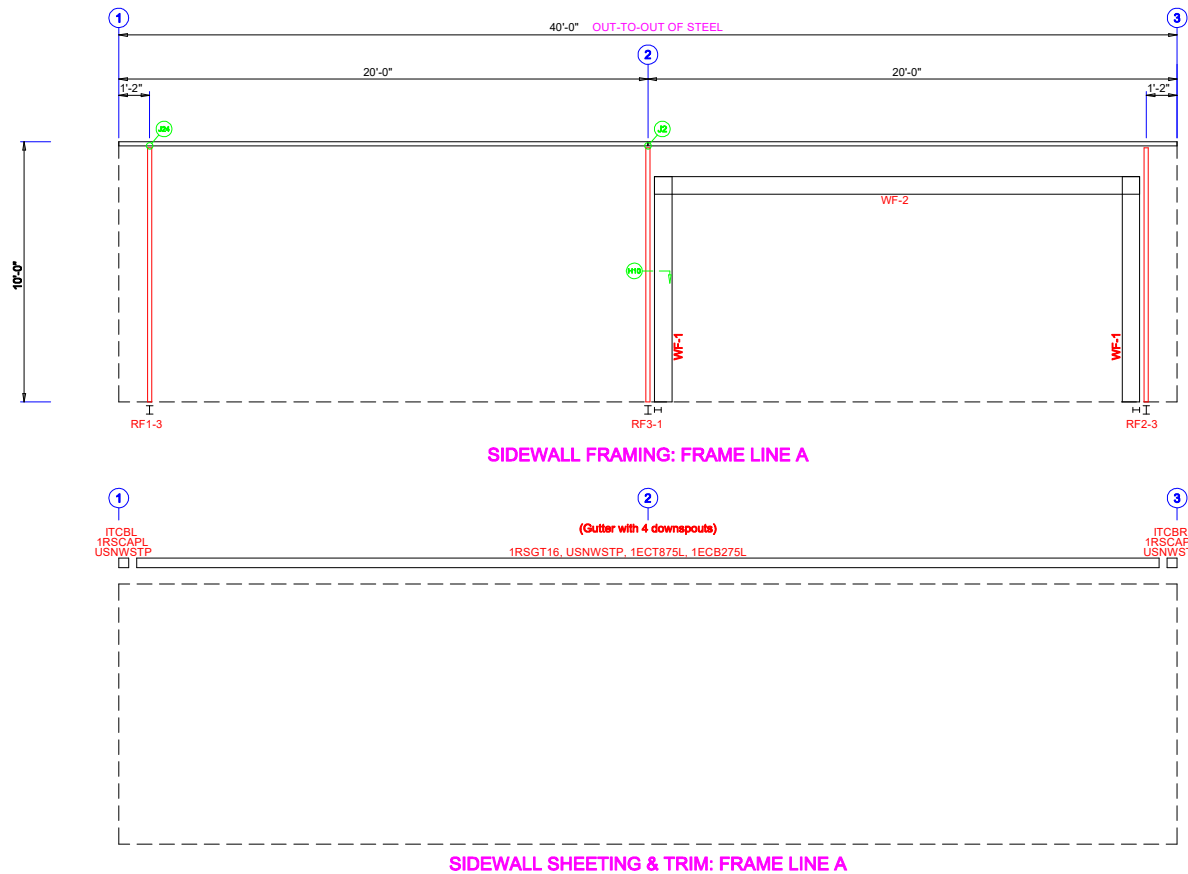 1
3
40'-0" OUT-TO-OUT OF STEEL
2
20'-0"
20'-0"
1'-2"
1'-2"
J24
J2
10'-0"
WF-2
H10
WF-1
WF-1
RF1-3
RF3-1
RF2-3
SIDEWALL FRAMING: FRAME LINE A
1
2
3
(Gutter with 4 downspouts)
ITCBL
1RSCAPL
USNWSTP
1RSGT16, USNWSTP, 1ECT875L, 1ECB275L
ITCBR
1RSCAP
USNWST
SIDEWALL SHEETING & TRIM: FRAME LINE A